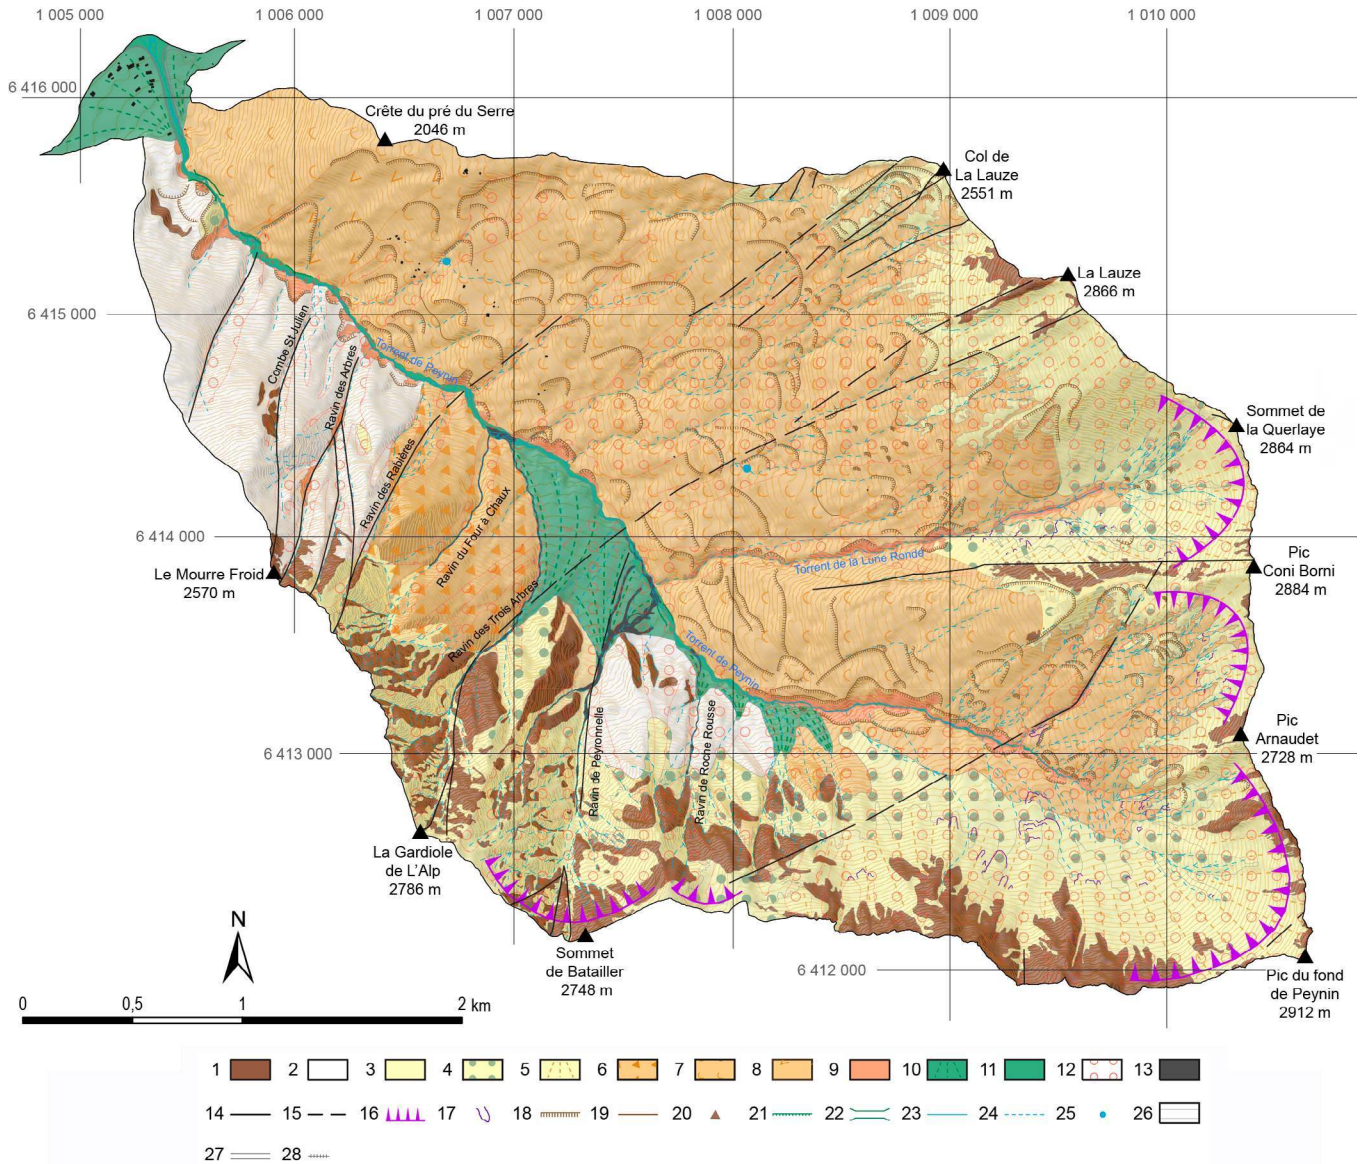 1 005 000 1 006 000 1 007 000 1 008 000 1 009 000 1 010 000
6 416 000
Crête du pré du Serre
2046 m
Col de
La Lauze
2551 m
La Lauze
2866 m
6 415 000
Combe St Julien
Ravin des Arbres
Torrent de Peynin
Sommet de
la Querlaye
2864 m
Ravin des Rabières
Ravin du Four à Chaux
6 414 000
Torrent de la Lune Ronde
Le Mourre Froid
2570 m
Pic
Coni Borni
2884 m
Ravin des Trois Arbres
Torrent de Peynin
Ravin de Peyronnelle
Ravin de Roche Rousse
Pic
Arnaudet
2728 m
6 413 000
La Gardiole
de L'Alp
2786 m
N
Sommet
de Batailler
2748 m
6 412 000
Pic du fond
de Peynin
2912 m
0 0,5 1 2 km
1 2 3 4 5 6 7 8 9 10 11 12 13
14 15 16 17 18 19 20 21 22 23 24 25 26
27 28